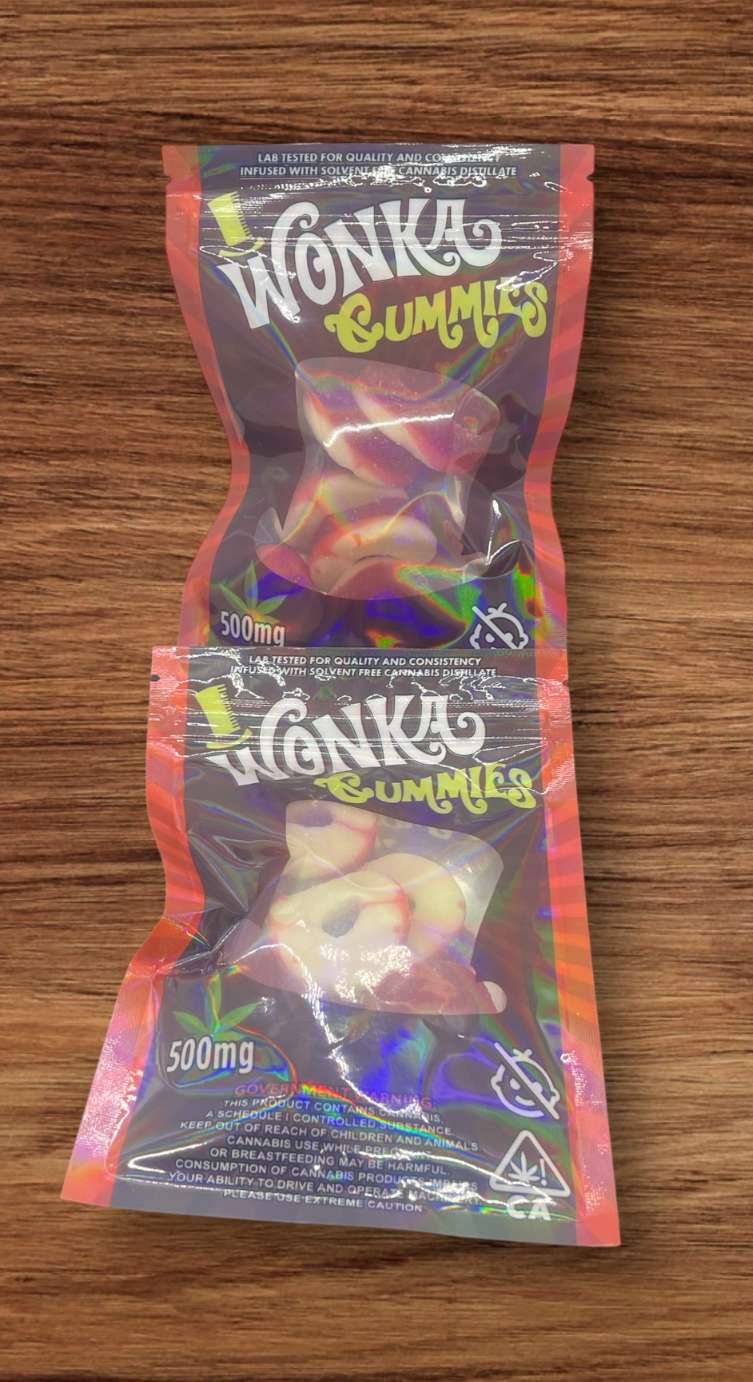 LAB TESTED FOR QUALITY AND CONSISTENCY
INFUSED WITH SOLVENT FREE CANNABIS DISTILLATE
WONKA
GUMMIES
500mg
LAB TESTED FOR QUALITY AND CONSISTENCY
INFUSED WITH SOLVENT FREE CANNABIS DISTILLATE
WONKA
GUMMIES
500mg
GOVERNMENT WARNING:
THIS PRODUCT CONTAINS CANNABIS,
A SCHEDULE I CONTROLLED SUBSTANCE.
KEEP OUT OF REACH OF CHILDREN AND ANIMALS.
CANNABIS USE WHILE PREGNANT
OR BREASTFEEDING MAY BE HARMFUL.
CONSUMPTION OF CANNABIS PRODUCTS IMPAIRS
YOUR ABILITY TO DRIVE AND OPERATE MACHINERY.
PLEASE USE EXTREME CAUTION
CA